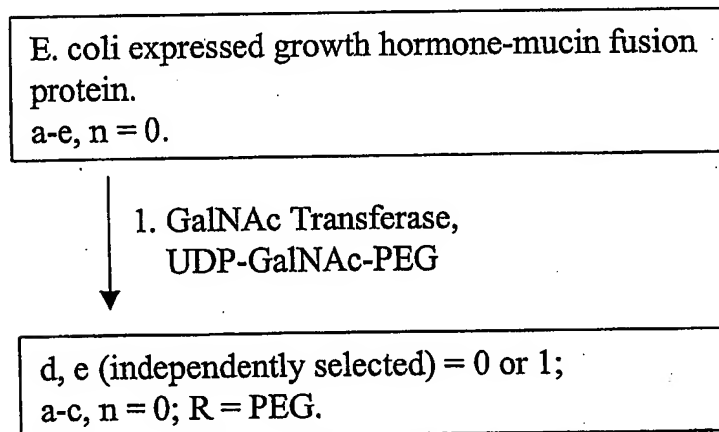 E. coli expressed growth hormone-mucin fusion
protein.
a-e, n = 0.
1. GalNAc Transferase,
UDP-GalNAc-PEG
d, e (independently selected) = 0 or 1;
a-c, n = 0; R = PEG.